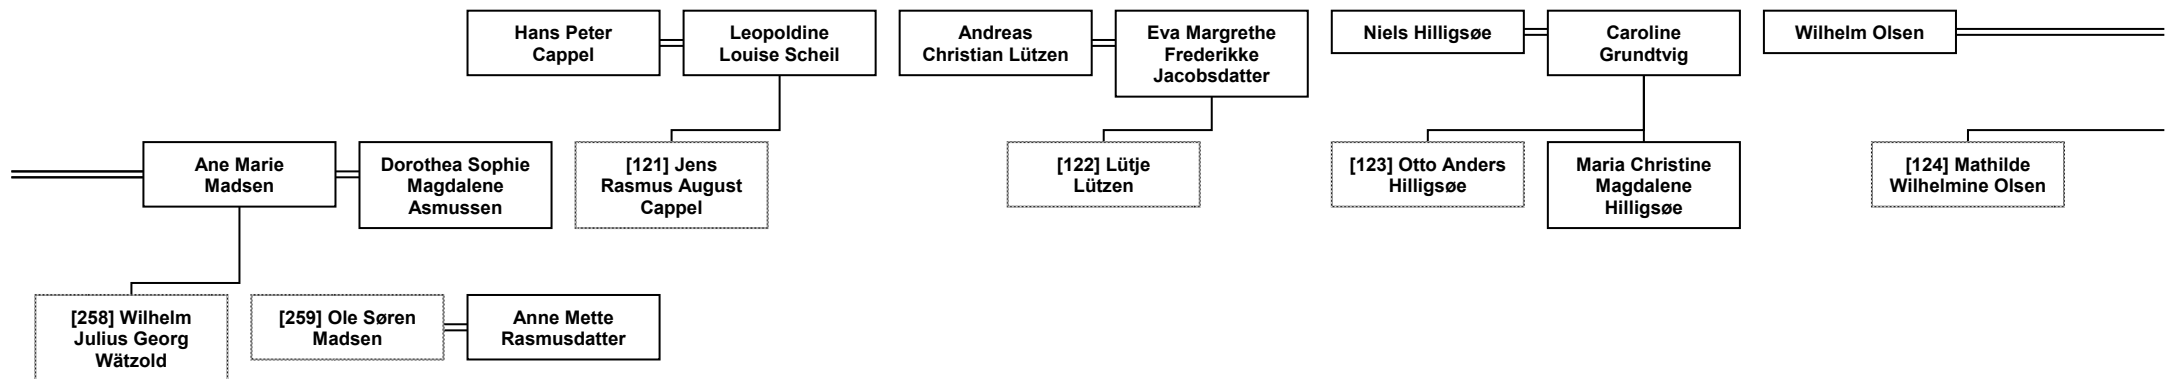 Hans Peter
Cappel
Leopoldine
Louise Scheil
Andreas
Christian Lützen
Eva Margrethe
Frederikke
Jacobsdatter
Niels Hilligsøe
Caroline
Grundtvig
Wilhelm Olsen
Ane Marie
Madsen
Dorothea Sophie
Magdalene
Asmussen
[121] Jens
Rasmus August
Cappel
[122] Lütje
Lützen
[123] Otto Anders
Hilligsøe
Maria Christine
Magdalene
Hilligsøe
[124] Mathilde
Wilhelmine Olsen
[258] Wilhelm
Julius Georg
Wätzold
[259] Ole Søren
Madsen
Anne Mette
Rasmusdatter